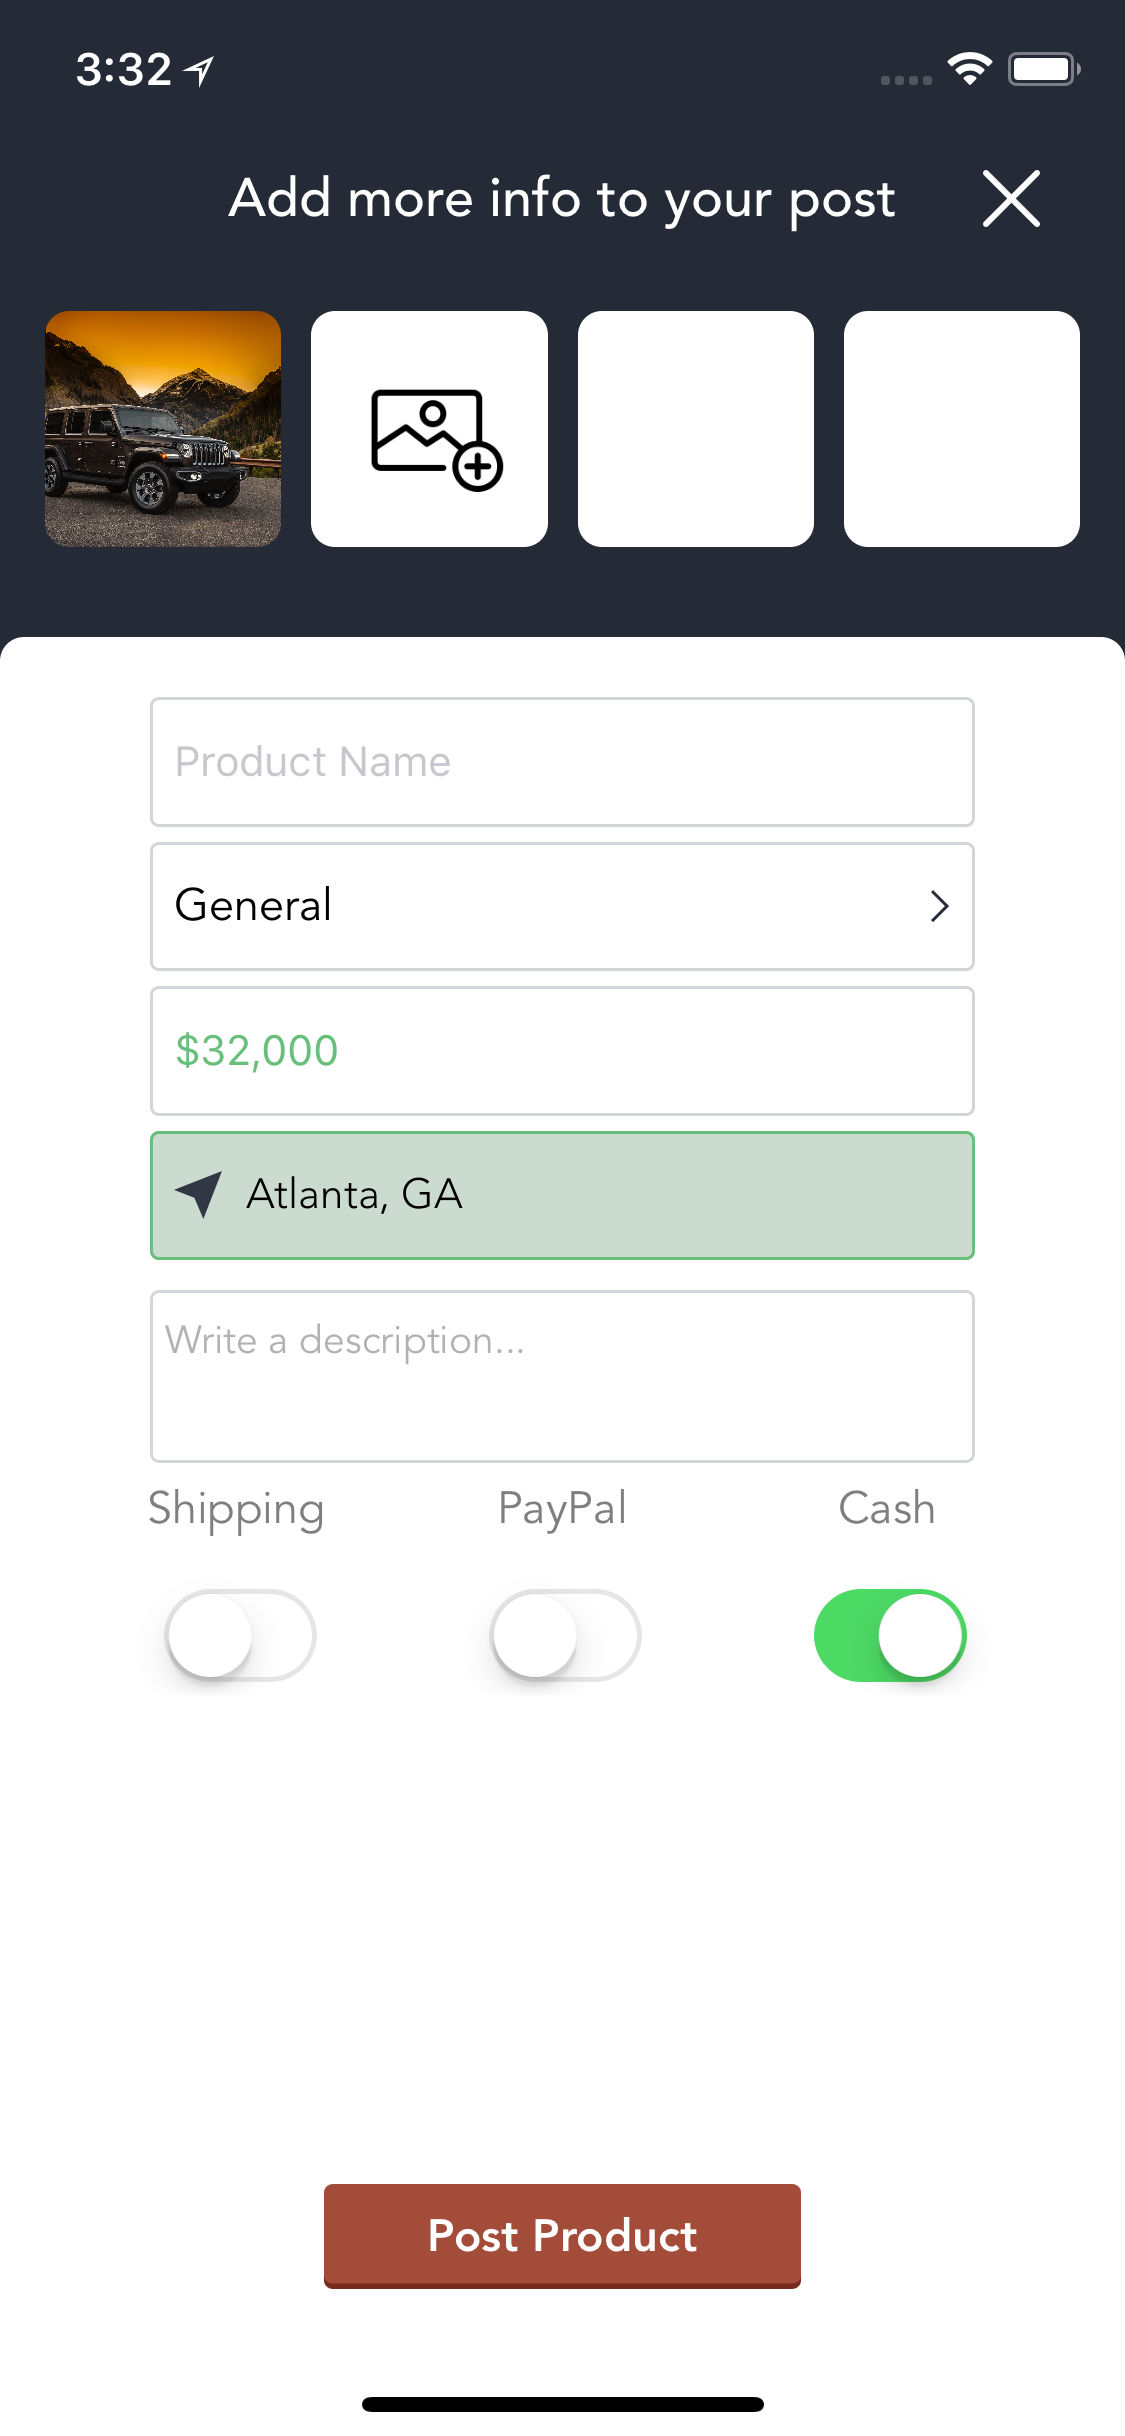 3:32
Add more info to your post
Product Name
General
$32,000
Atlanta, GA
Write a description...
Shipping PayPal Cash
Post Product